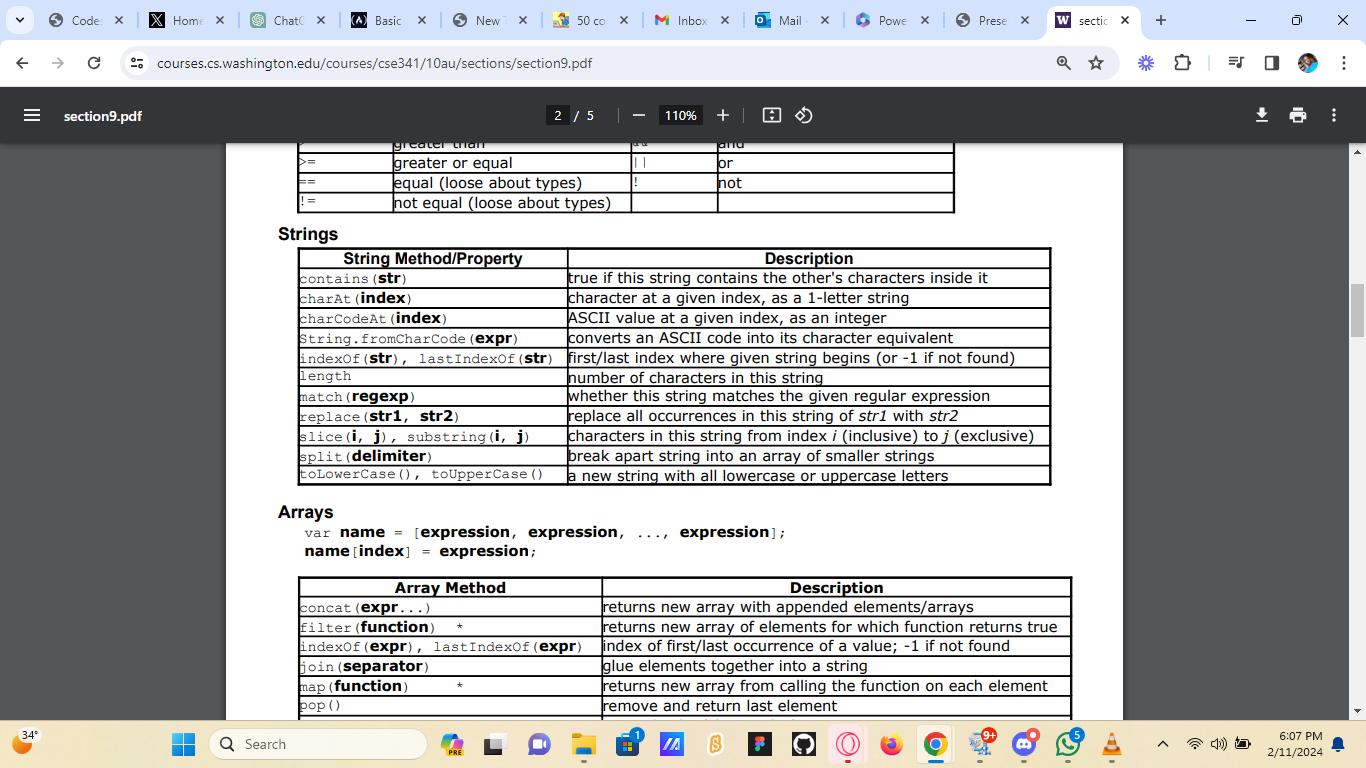 Code: Home ChatG Basic New T 50 co Inbox Mail - Powe Prese sectic
courses.cs.washington.edu/courses/cse341/10au/sections/section9.pdf
section9.pdf 2 / 5 110%
> greater than && and
>= greater or equal || or
== equal (loose about types) ! not
!= not equal (loose about types)
Strings
String Method/Property Description
contains(str) true if this string contains the other's characters inside it
charAt(index) character at a given index, as a 1-letter string
charCodeAt(index) ASCII value at a given index, as an integer
String.fromCharCode(expr) converts an ASCII code into its character equivalent
indexOf(str), lastIndexOf(str) first/last index where given string begins (or -1 if not found)
length number of characters in this string
match(regexp) whether this string matches the given regular expression
replace(str1, str2) replace all occurrences in this string of str1 with str2
slice(i, j), substring(i, j) characters in this string from index i (inclusive) to j (exclusive)
split(delimiter) break apart string into an array of smaller strings
toLowerCase(), toUpperCase() a new string with all lowercase or uppercase letters
Arrays
var name = [expression, expression, ..., expression];
name[index] = expression;
Array Method Description
concat(expr...) returns new array with appended elements/arrays
filter(function) * returns new array of elements for which function returns true
indexOf(expr), lastIndexOf(expr) index of first/last occurrence of a value; -1 if not found
join(separator) glue elements together into a string
map(function) * returns new array from calling the function on each element
pop() remove and return last element
34° Search PRE 1 9+ 5 6:07 PM
2/11/2024